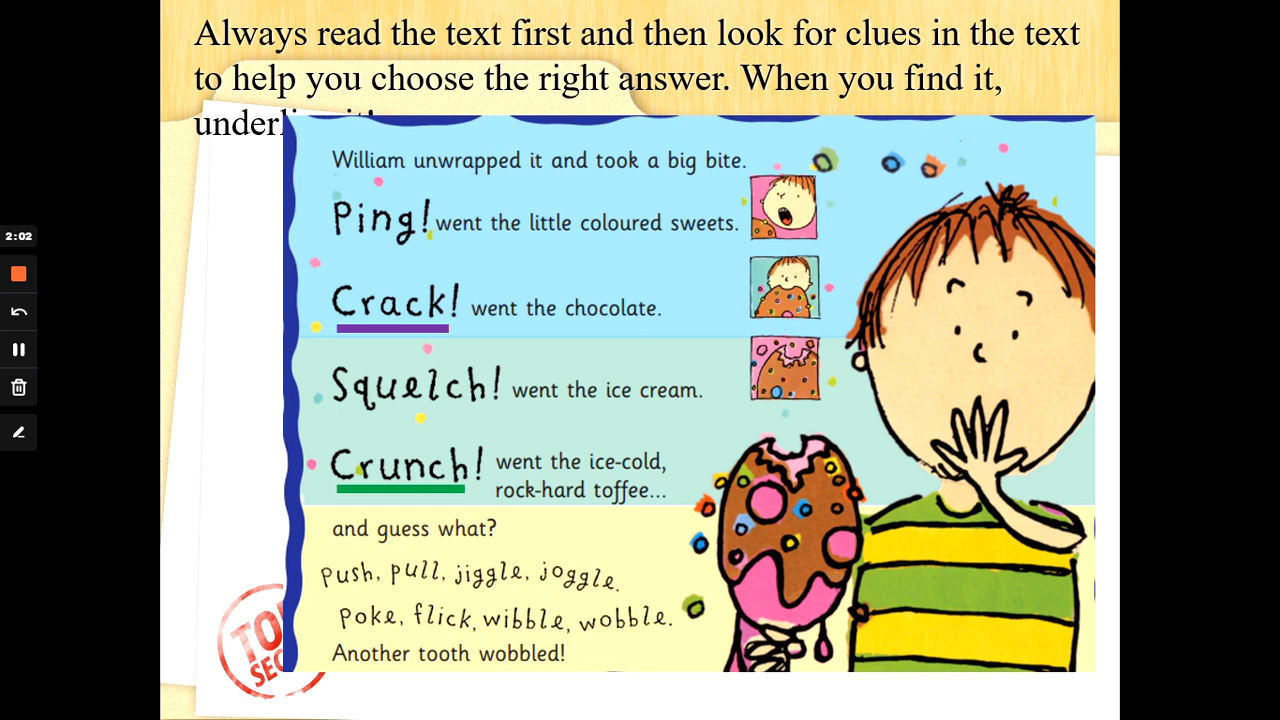 Always read the text first and then look for clues in the text
to help you choose the right answer. When you find it,
William unwrapped it and took a big bite.
Ping! went the little coloured sweets.
2:02
Crack! went the chocolate.
Squelch! went the ice cream.
Crunch! went the ice-cold,
rock-hard toffee...
and guess what?
Push, pull, jiggle, joggle.
Poke, flick, wibble, wobble.
Another tooth wobbled!